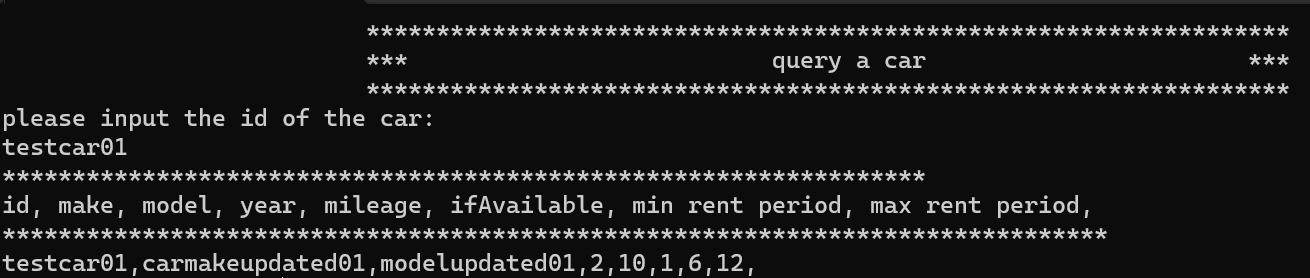 ******************************************************************
*** query a car ***
******************************************************************
please input the id of the car:
testcar01
******************************************************************
id, make, model, year, mileage, ifAvailable, min rent period, max rent period,
*******************************************************************************
testcar01,carmakeupdated01,modelupdated01,2,10,1,6,12,